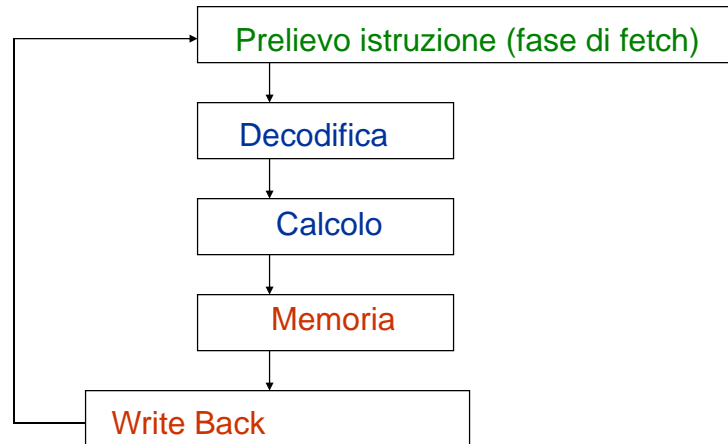 Prelievo istruzione (fase di fetch)
Decodifica
Calcolo
Memoria
Write Back